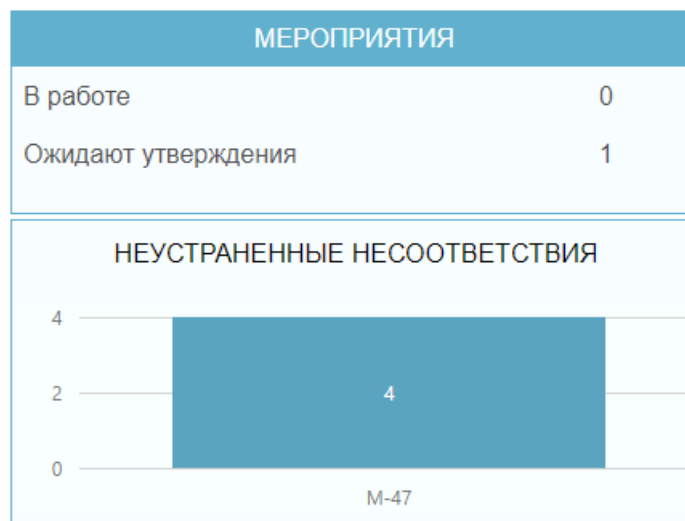 МЕРОПРИЯТИЯ
В работе 0
Ожидают утверждения 1
НЕУСТРАНЕННЫЕ НЕСООТВЕТСТВИЯ
4
4
2
0
М-47